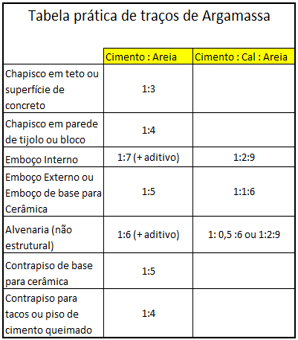 Tabela prática de traços de Argamassa
Cimento : Areia Cimento : Cal : Areia
Chapisco em teto ou
superfície de
concreto
1:3
Chapisco em parede
de tijolo ou bloco
1:4
Emboço Interno 1:7 (+ aditivo) 1:2:9
Emboço Externo ou
Emboço de base para
Cerâmica
1:5 1:1:6
Alvenaria (não
estrutural)
1:6 (+ aditivo) 1: 0,5 :6 ou 1:2:9
Contrapiso de base
para cerâmica
1:5
Contrapiso para
tacos ou piso de
cimento queimado
1:4